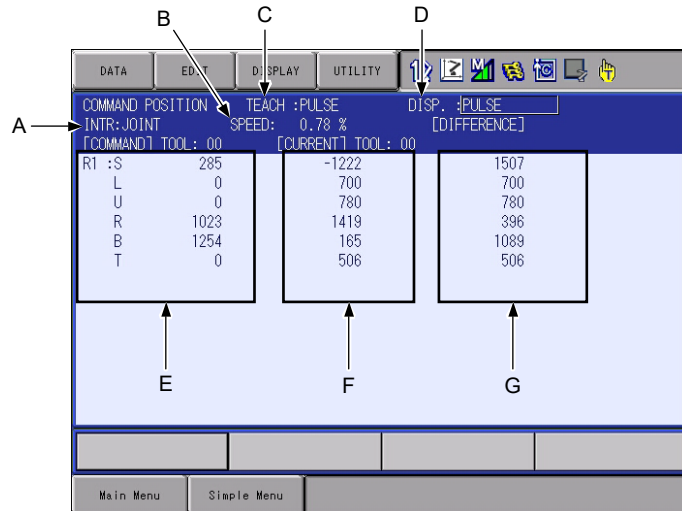 B C D
DATA EDIT DISPLAY UTILITY
COMMAND POSITION TEACH :PULSE DISP. :PULSE
A INTR:JOINT SPEED: 0.78 % [DIFFERENCE]
[COMMAND] TOOL: 00 [CURRENT] TOOL: 00
R1 :S 285 -1222 1507
L 0 700 700
U 0 780 780
R 1023 1419 396
B 1254 165 1089
T 0 506 506
E F G
Main Menu Simple Menu